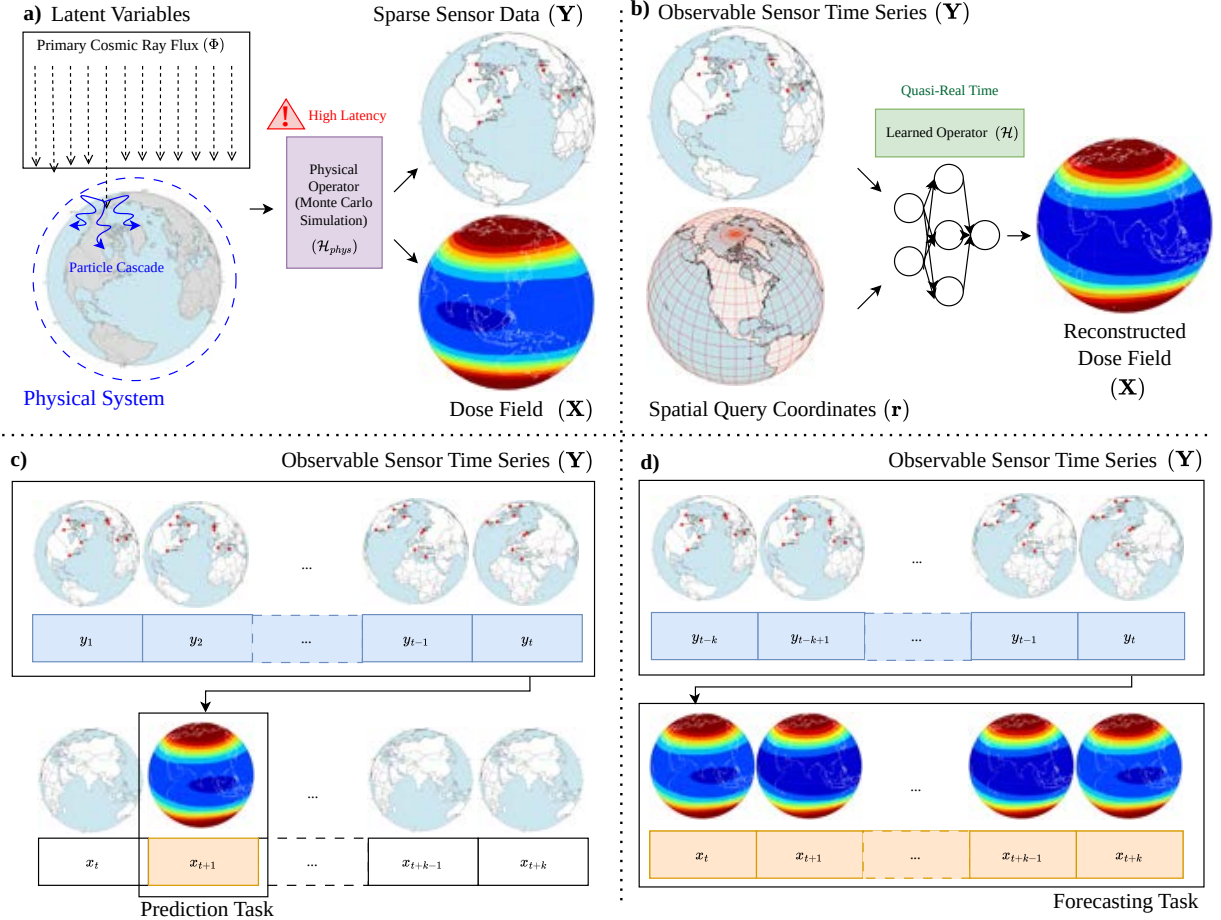 a) Latent Variables
Primary Cosmic Ray Flux (Φ)
Particle Cascade
Physical System
High Latency
Physical
Operator
(Monte Carlo
Simulation)
(ℋ_phys)
Sparse Sensor Data (Y)
Dose Field (X)
b) Observable Sensor Time Series (Y)
Quasi-Real Time
Learned Operator (ℋ)
Spatial Query Coordinates (r)
Reconstructed
Dose Field
(X)
c)
Observable Sensor Time Series (Y)
...
y_1 y_2 ... y_{t-1} y_t
...
x_t x_{t+1} ... x_{t+k-1} x_{t+k}
Prediction Task
d)
Observable Sensor Time Series (Y)
...
y_{t-k} y_{t-k+1} ... y_{t-1} y_t
...
x_t x_{t+1} ... x_{t+k-1} x_{t+k}
Forecasting Task